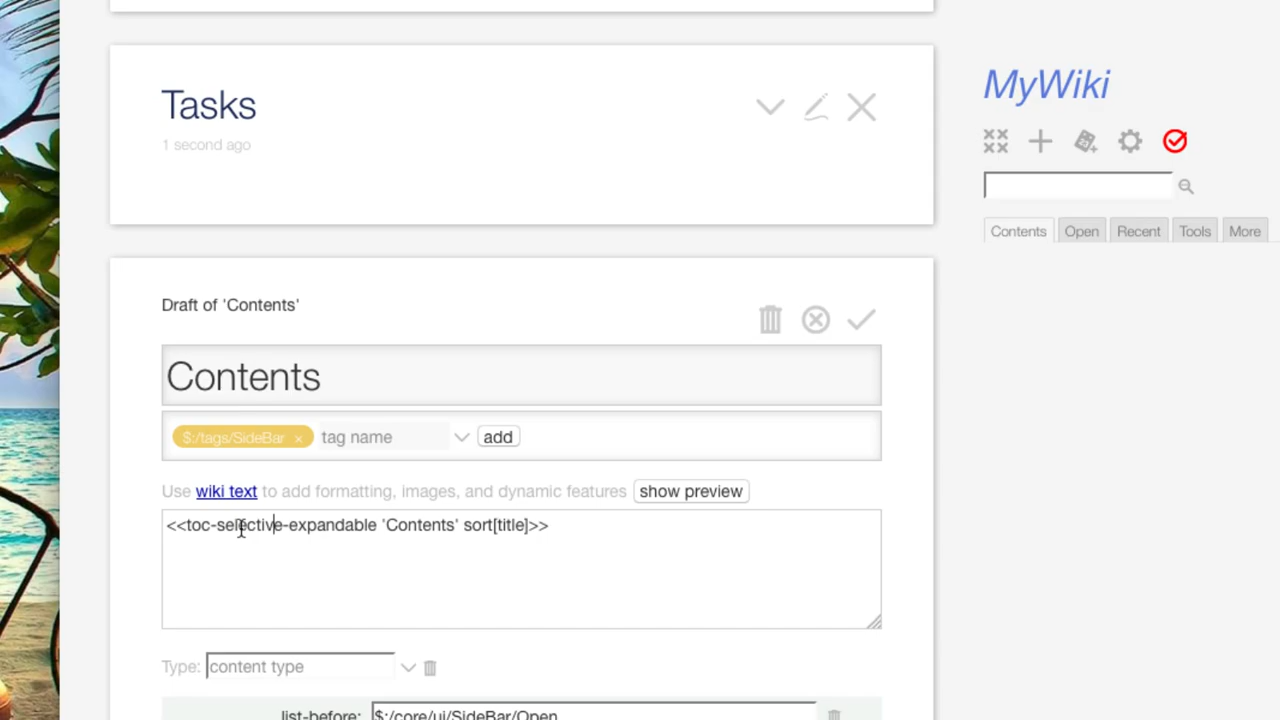 Tasks
1 second ago
MyWiki
Contents Open Recent Tools More
Draft of 'Contents'
Contents
$:/tags/SideBar × tag name add
Use wiki text to add formatting, images, and dynamic features show preview
<<toc-selective-expandable 'Contents' sort[title]>>
Type: content type
list-before: $:/core/ui/SideBar/Open